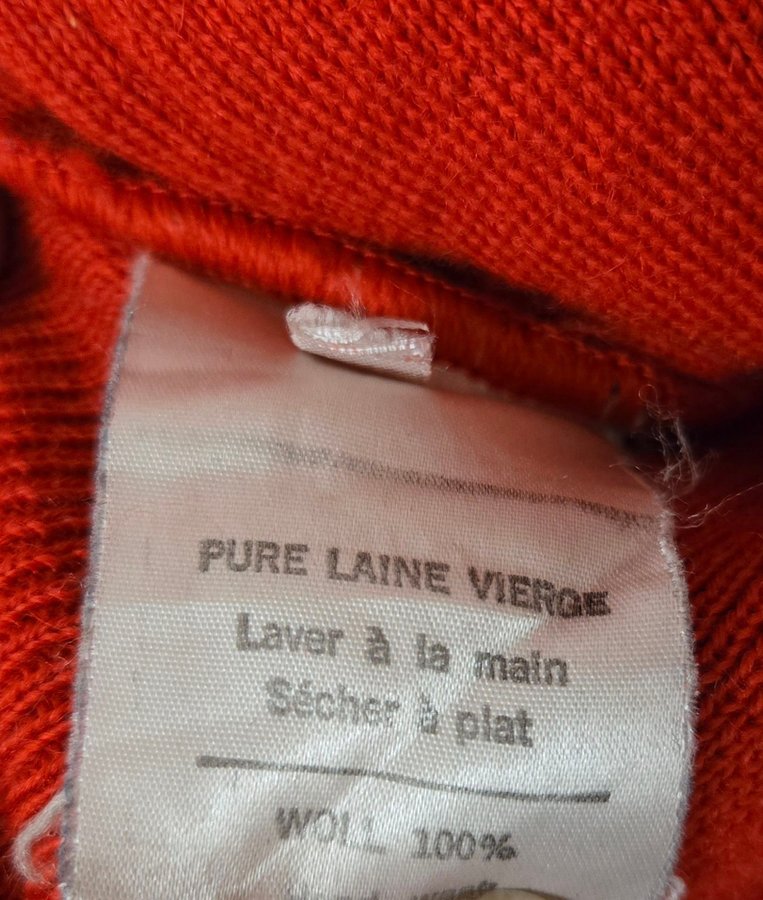 PURE LAINE VIERGE
Laver à la main
Sécher à plat
WOLL 100%